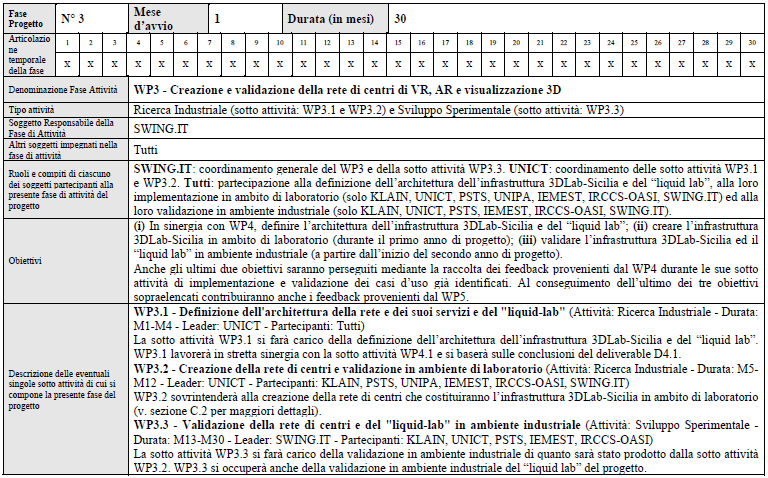 Fase
Progetto
N° 3
Mese
d'avvio
1
Durata (in mesi)
30
Articolazio
ne
temporale
della fase
1 2 3 4 5 6 7 8 9 10 11 12 13 14 15 16 17 18 19 20 21 22 23 24 25 26 27 28 29 30
x x x x x x x x x x x x x x x x x x x x x x x x x x x x x x
Denominazione Fase Attività
WP3 - Creazione e validazione della rete di centri di VR, AR e visualizzazione 3D
Tipo attività
Ricerca Industriale (sotto attività: WP3.1 e WP3.2) e Sviluppo Sperimentale (sotto attività: WP3.3)
Soggetto Responsabile della
Fase di Attività
SWING.IT
Altri soggetti impegnati nella
fase di attività
Tutti
Ruoli e compiti di ciascuno
dei soggetti partecipanti alla
presente fase di attività del
progetto
SWING.IT: coordinamento generale del WP3 e della sotto attività WP3.3. UNICT: coordinamento delle sotto attività WP3.1
e WP3.2. Tutti: partecipazione alla definizione dell'architettura dell'infrastruttura 3DLab-Sicilia e del "liquid lab", alla loro
implementazione in ambito di laboratorio (solo KLAIN, UNICT, PSTS, UNIPA, IEMEST, IRCCS-OASI, SWING.IT) ed alla
loro validazione in ambiente industriale (solo KLAIN, UNICT, PSTS, IEMEST, IRCCS-OASI, SWING.IT).
Obiettivi
(i) In sinergia con WP4, definire l'architettura dell'infrastruttura 3DLab-Sicilia e del "liquid lab"; (ii) creare l'infrastruttura
3DLab-Sicilia in ambito di laboratorio (durante il primo anno di progetto); (iii) validare l'infrastruttura 3DLab-Sicilia ed il
"liquid lab" in ambiente industriale (a partire dall'inizio del secondo anno di progetto).
Anche gli ultimi due obiettivi saranno perseguiti mediante la raccolta dei feedback provenienti dal WP4 durante le sue sotto
attività di implementazione e validazione dei casi d'uso già identificati. Al conseguimento dell'ultimo dei tre obiettivi
sopraelencati contribuiranno anche i feedback provenienti dal WP5.
Descrizione delle eventuali
singole sotto attività di cui si
compone la presente fase del
progetto
WP3.1 - Definizione dell'architettura della rete e dei suoi servizi e del "liquid-lab" (Attività: Ricerca Industriale - Durata:
M1-M4 - Leader: UNICT - Partecipanti: Tutti)
La sotto attività WP3.1 si farà carico della definizione dell'architettura dell'infrastruttura 3DLab-Sicilia e del "liquid lab".
WP3.1 lavorerà in stretta sinergia con la sotto attività WP4.1 e si baserà sulle conclusioni del deliverable D4.1.
WP3.2 - Creazione della rete di centri e validazione in ambiente di laboratorio (Attività: Ricerca Industriale - Durata: M5-
M12 - Leader: UNICT - Partecipanti: KLAIN, PSTS, UNIPA, IEMEST, IRCCS-OASI, SWING.IT)
WP3.2 sovrintenderà alla creazione della rete di centri che costituiranno l'infrastruttura 3DLab-Sicilia in ambito di laboratorio
(v. sezione C.2 per maggiori dettagli).
WP3.3 - Validazione della rete di centri e del "liquid-lab" in ambiente industriale (Attività: Sviluppo Sperimentale -
Durata: M13-M30 - Leader: SWING.IT - Partecipanti: KLAIN, UNICT, PSTS, IEMEST, IRCCS-OASI)
La sotto attività WP3.3 si farà carico della validazione in ambiente industriale di quanto sarà stato prodotto dalla sotto attività
WP3.2. WP3.3 si occuperà anche della validazione in ambiente industriale del "liquid lab" del progetto.